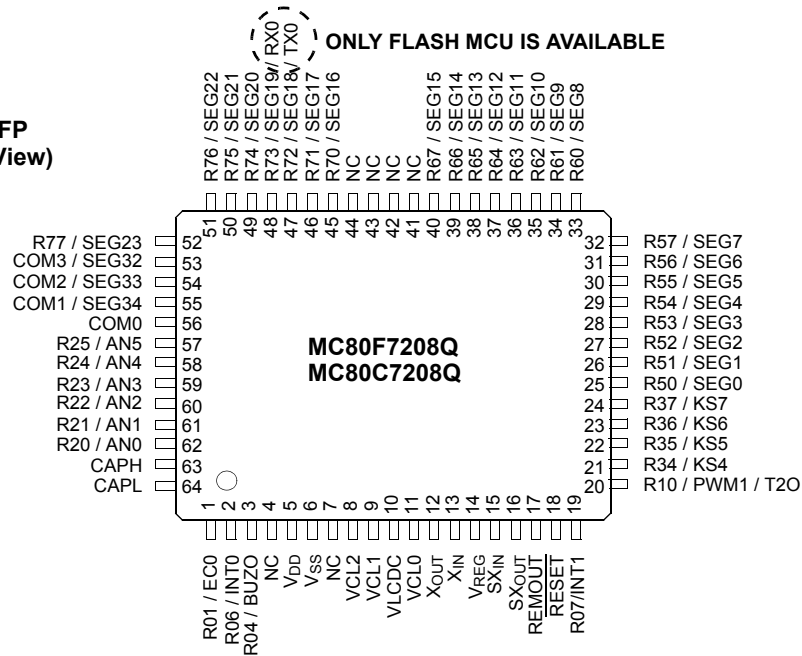 ONLY FLASH MCU IS AVAILABLE
FP
View)
R76 / SEG22
R75 / SEG21
R74 / SEG20
R73 / SEG19 / RX0
R72 / SEG18 / TX0
R71 / SEG17
R70 / SEG16
NC
NC
NC
NC
R67 / SEG15
R66 / SEG14
R65 / SEG13
R64 / SEG12
R63 / SEG11
R62 / SEG10
R61 / SEG9
R60 / SEG8
51
50
49
48
47
46
45
44
43
42
41
40
39
38
37
36
35
34
33
R77 / SEG23 52
COM3 / SEG32 53
COM2 / SEG33 54
COM1 / SEG34 55
COM0 56
R25 / AN5 57
R24 / AN4 58
R23 / AN3 59
R22 / AN2 60
R21 / AN1 61
R20 / AN0 62
CAPH 63
CAPL 64
MC80F7208Q
MC80C7208Q
32 R57 / SEG7
31 R56 / SEG6
30 R55 / SEG5
29 R54 / SEG4
28 R53 / SEG3
27 R52 / SEG2
26 R51 / SEG1
25 R50 / SEG0
24 R37 / KS7
23 R36 / KS6
22 R35 / KS5
21 R34 / KS4
20 R10 / PWM1 / T2O
1
2
3
4
5
6
7
8
9
10
11
12
13
14
15
16
17
18
19
R01 / EC0
R06 / INT0
R04 / BUZO
NC
VDD
VSS
NC
VCL2
VCL1
VLCDC
VCL0
XOUT
XIN
VREG
SXIN
SXOUT
REMOUT
RESET
R07/INT1